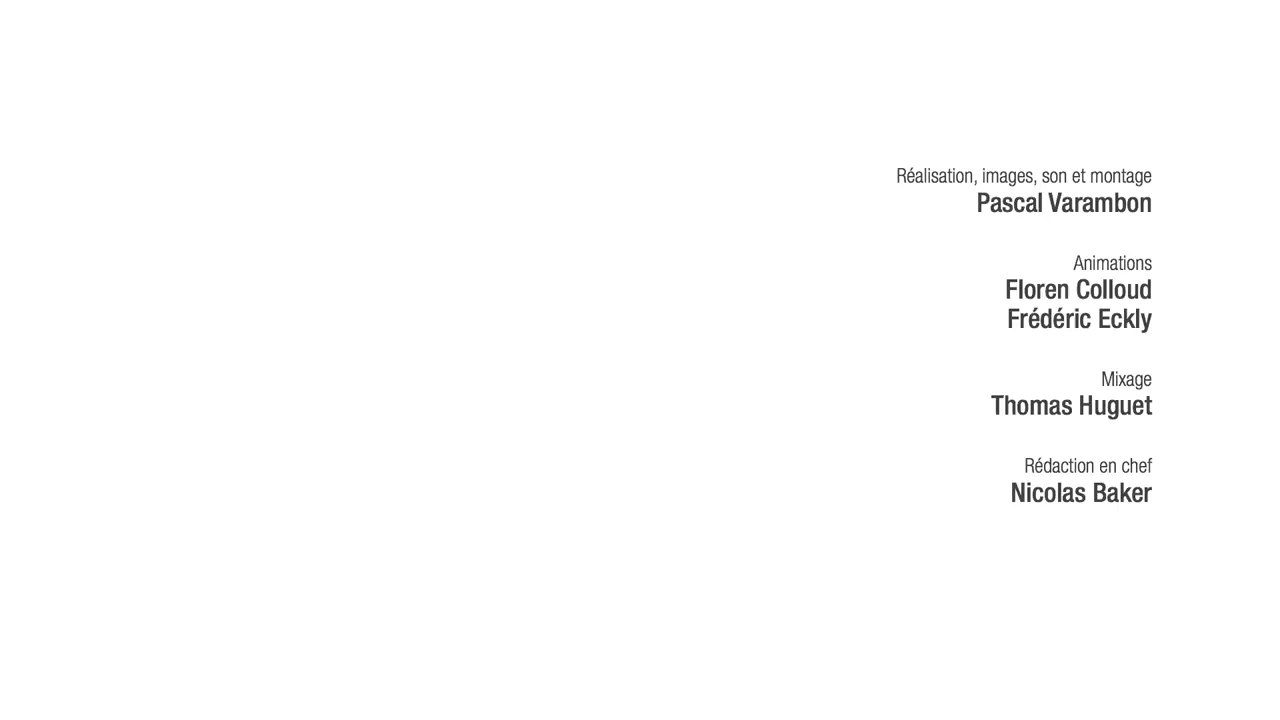 Réalisation, images, son et montage
Pascal Varambon
Animations
Floren Colloud
Frédéric Eckly
Mixage
Thomas Huguet
Rédaction en chef
Nicolas Baker